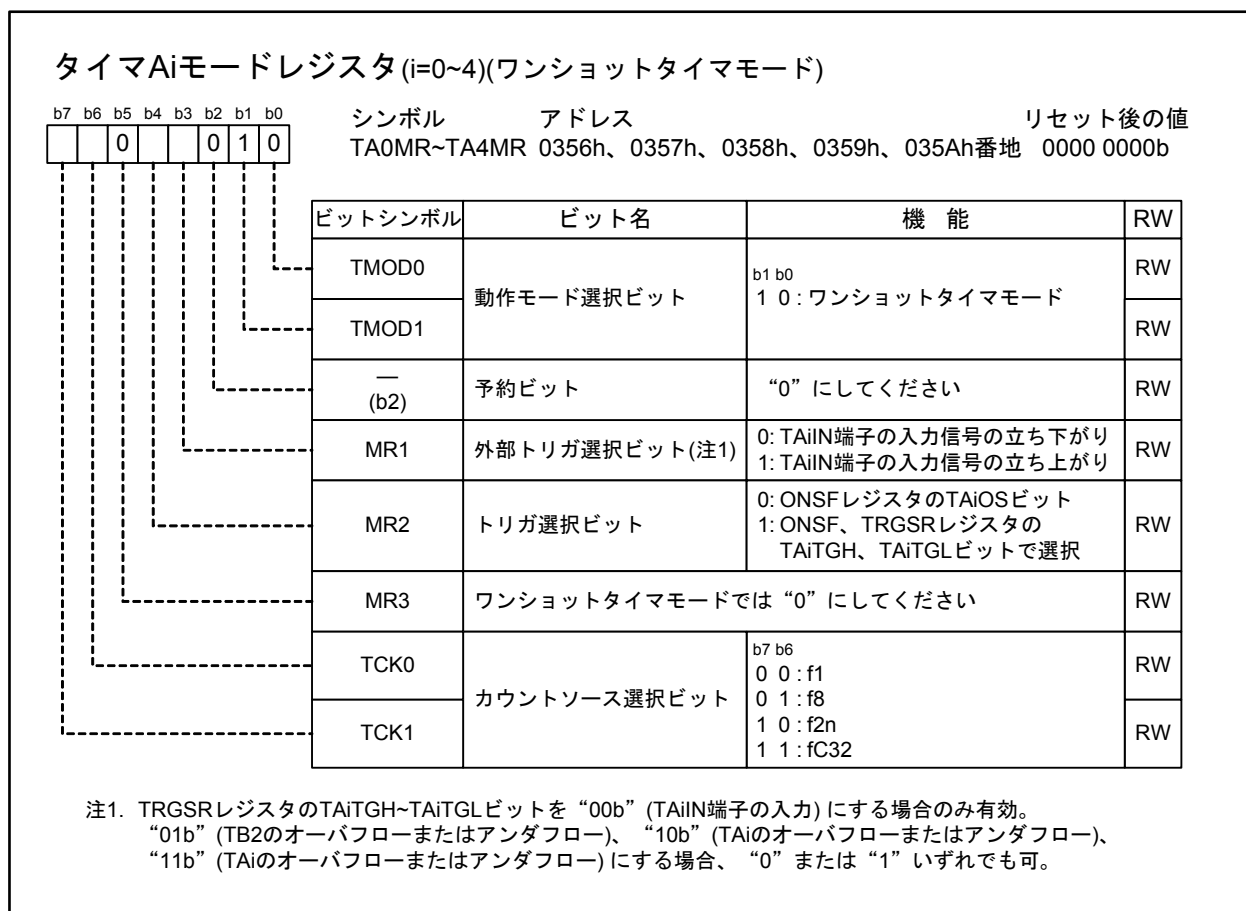 タイマAiモードレジスタ(i=0~4)(ワンショットタイマモード)
b7 b6 b5 b4 b3 b2 b1 b0
0 0 1 0
シンボル アドレス リセット後の値
TA0MR~TA4MR 0356h、0357h、0358h、0359h、035Ah番地 0000 0000b
ビットシンボル ビット名 機 能 RW
TMOD0 動作モード選択ビット b1 b0 RW
1 0 : ワンショットタイマモード
TMOD1 RW
— (b2) 予約ビット “0”にしてください RW
MR1 外部トリガ選択ビット(注1) 0: TAiIN端子の入力信号の立ち下がり RW
1: TAiIN端子の入力信号の立ち上がり
MR2 トリガ選択ビット 0: ONSFレジスタのTAiOSビット RW
1: ONSF、TRGSRレジスタの
TAiTGH、TAiTGLビットで選択
MR3 ワンショットタイマモードでは“0”にしてください RW
TCK0 カウントソース選択ビット b7 b6 RW
0 0 : f1
0 1 : f8
TCK1 1 0 : f2n RW
1 1 : fC32
注1. TRGSRレジスタのTAiTGH~TAiTGLビットを“00b”(TAiIN端子の入力) にする場合のみ有効。
“01b”(TB2のオーバフローまたはアンダフロー)、“10b”(TAiのオーバフローまたはアンダフロー)、
“11b”(TAiのオーバフローまたはアンダフロー) にする場合、“0”または“1”いずれでも可。